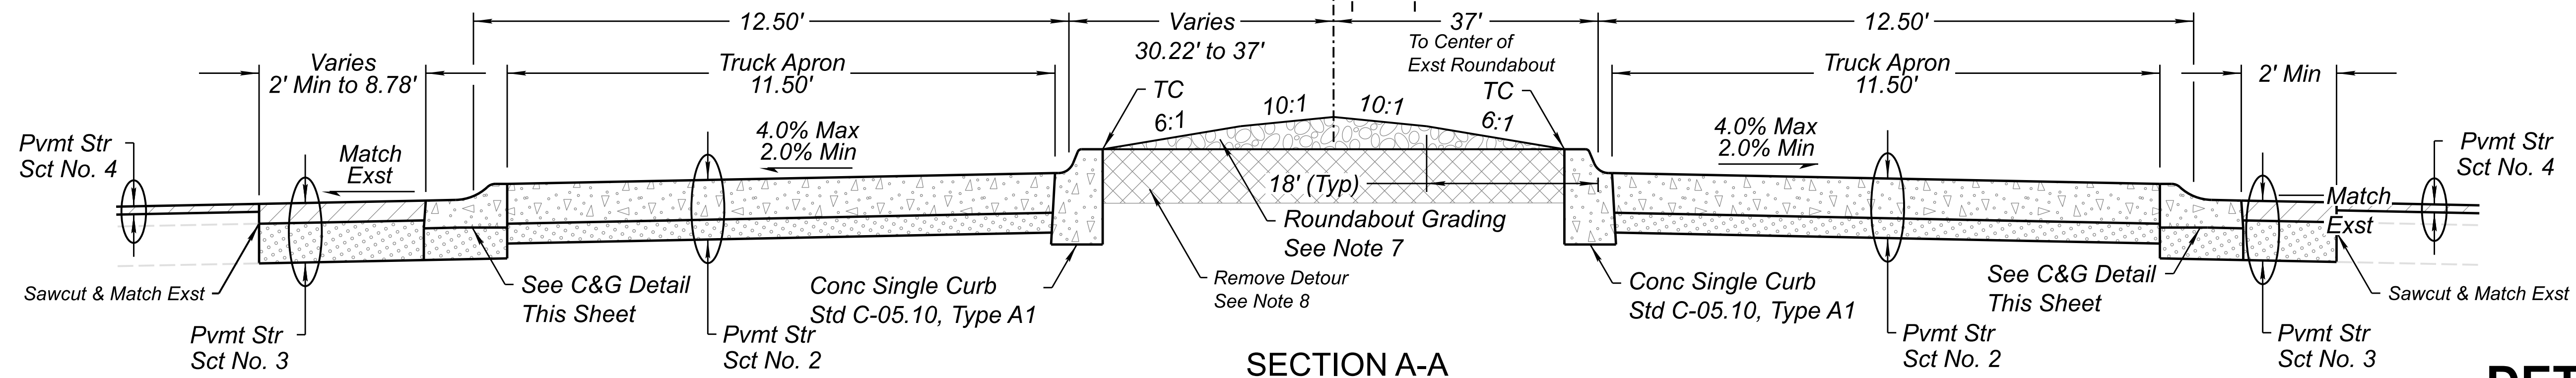 12.50'
Varies
30.22' to 37'
37'
To Center of
Exst Roundabout
12.50'
Varies
2' Min to 8.78'
Truck Apron
11.50'
TC
6:1
10:1
10:1
6:1
TC
Truck Apron
11.50'
2' Min
Pvmt Str
Sct No. 4
Match
Exst
4.0% Max
2.0% Min
4.0% Max
2.0% Min
Pvmt Str
Sct No. 4
Match
Exst
18' (Typ)
Roundabout Grading
See Note 7
Remove Detour
See Note 8
Sawcut & Match Exst
Pvmt Str
Sct No. 3
See C&G Detail
This Sheet
Pvmt Str
Sct No. 2
Conc Single Curb
Std C-05.10, Type A1
Conc Single Curb
Std C-05.10, Type A1
Pvmt Str
Sct No. 2
See C&G Detail
This Sheet
Pvmt Str
Sct No. 3
Sawcut & Match Exst
SECTION A-A